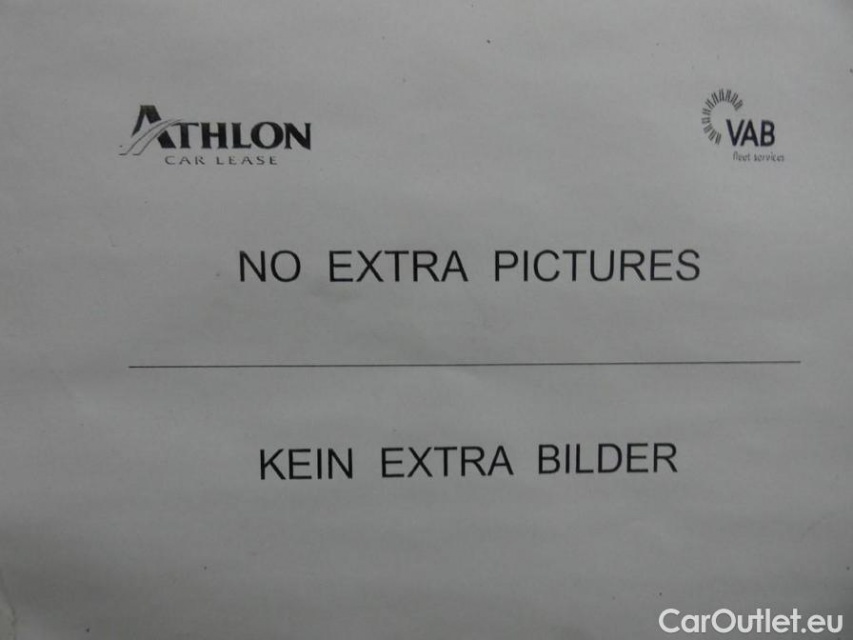 ATHLON
CAR LEASE
VAB
fleet services
NO EXTRA PICTURES
KEIN EXTRA BILDER
CarOutlet.eu